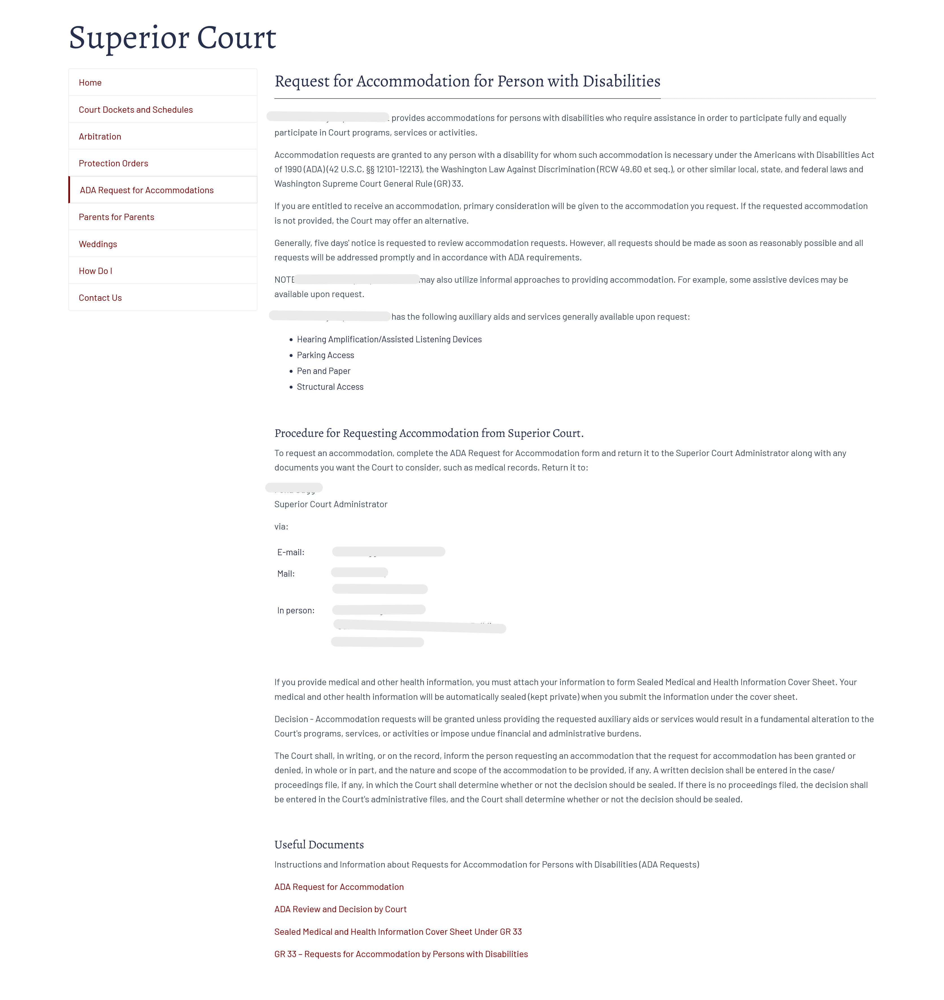 Superior Court
Home
Court Dockets and Schedules
Arbitration
Protection Orders
ADA Request for Accommodations
Parents for Parents
Weddings
How Do I
Contact Us
Request for Accommodation for Person with Disabilities
provides accommodations for persons with disabilities who require assistance in order to participate fully and equally
participate in Court programs, services or activities.
Accommodation requests are granted to any person with a disability for whom such accommodation is necessary under the Americans with Disabilities Act
of 1990 (ADA) (42 U.S.C. §§ 12101-12213), the Washington Law Against Discrimination (RCW 49.60 et seq.), or other similar local, state, and federal laws and
Washington Supreme Court General Rule (GR) 33.
If you are entitled to receive an accommodation, primary consideration will be given to the accommodation you request. If the requested accommodation
is not provided, the Court may offer an alternative.
Generally, five days' notice is requested to review accommodation requests. However, all requests should be made as soon as reasonably possible and all
requests will be addressed promptly and in accordance with ADA requirements.
NOTE may also utilize informal approaches to providing accommodation. For example, some assistive devices may be
available upon request.
has the following auxiliary aids and services generally available upon request:
• Hearing Amplification/Assisted Listening Devices
• Parking Access
• Pen and Paper
• Structural Access
Procedure for Requesting Accommodation from Superior Court.
To request an accommodation, complete the ADA Request for Accommodation form and return it to the Superior Court Administrator along with any
documents you want the Court to consider, such as medical records. Return it to:
Superior Court Administrator
via:
E-mail:
Mail:
In person:
If you provide medical and other health information, you must attach your information to form Sealed Medical and Health Information Cover Sheet. Your
medical and other health information will be automatically sealed (kept private) when you submit the information under the cover sheet.
Decision - Accommodation requests will be granted unless providing the requested auxiliary aids or services would result in a fundamental alteration to the
Court's programs, services, or activities or impose undue financial and administrative burdens.
The Court shall, in writing, or on the record, inform the person requesting an accommodation that the request for accommodation has been granted or
denied, in whole or in part, and the nature and scope of the accommodation to be provided, if any. A written decision shall be entered in the case/
proceedings file, if any, in which the Court shall determine whether or not the decision should be sealed. If there is no proceedings filed, the decision shall
be entered in the Court's administrative files, and the Court shall determine whether or not the decision should be sealed.
Useful Documents
Instructions and Information about Requests for Accommodation for Persons with Disabilities (ADA Requests)
ADA Request for Accommodation
ADA Review and Decision by Court
Sealed Medical and Health Information Cover Sheet Under GR 33
GR 33 – Requests for Accommodation by Persons with Disabilities